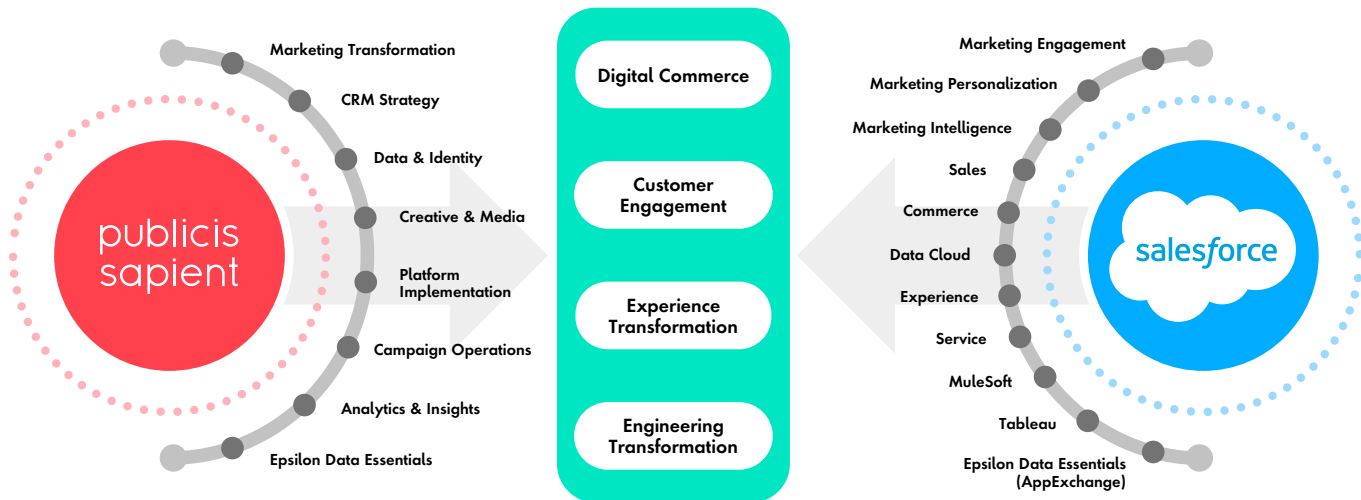 publicis
sapient
Marketing Transformation
CRM Strategy
Data & Identity
Creative & Media
Platform
Implementation
Campaign Operations
Analytics & Insights
Epsilon Data Essentials
Digital Commerce
Customer
Engagement
Experience
Transformation
Engineering
Transformation
Marketing Engagement
Marketing Personalization
Marketing Intelligence
Sales
Commerce
Data Cloud
Experience
Service
MuleSoft
Tableau
Epsilon Data Essentials
(AppExchange)
salesforce